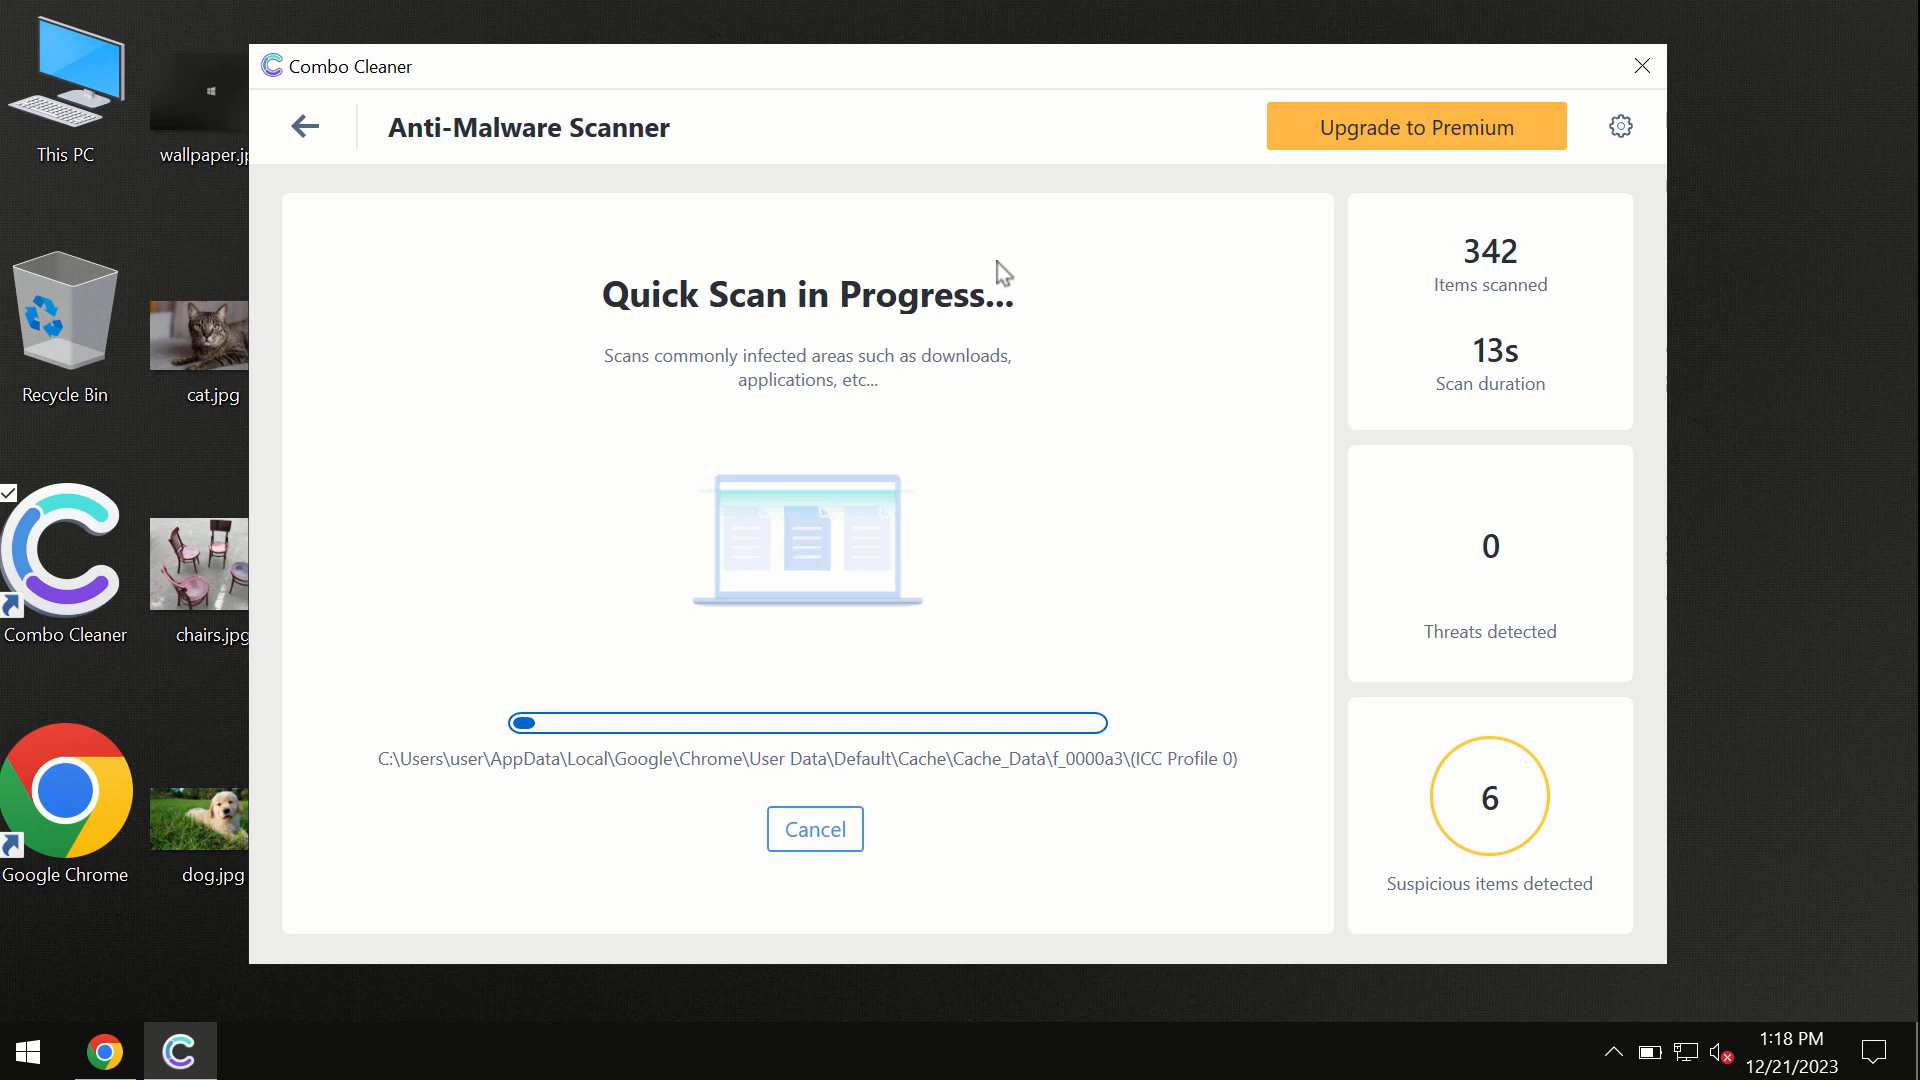 This PC
wallpaper.jp
Recycle Bin
cat.jpg
Combo Cleaner
chairs.jpg
Google Chrome
dog.jpg
Combo Cleaner
Anti-Malware Scanner
Upgrade to Premium
Quick Scan in Progress...
Scans commonly infected areas such as downloads,
applications, etc...
C:\Users\user\AppData\Local\Google\Chrome\User Data\Default\Cache\Cache_Data\f_0000a3\(ICC Profile 0)
Cancel
342
Items scanned
13s
Scan duration
0
Threats detected
6
Suspicious items detected
1:18 PM
12/21/2023